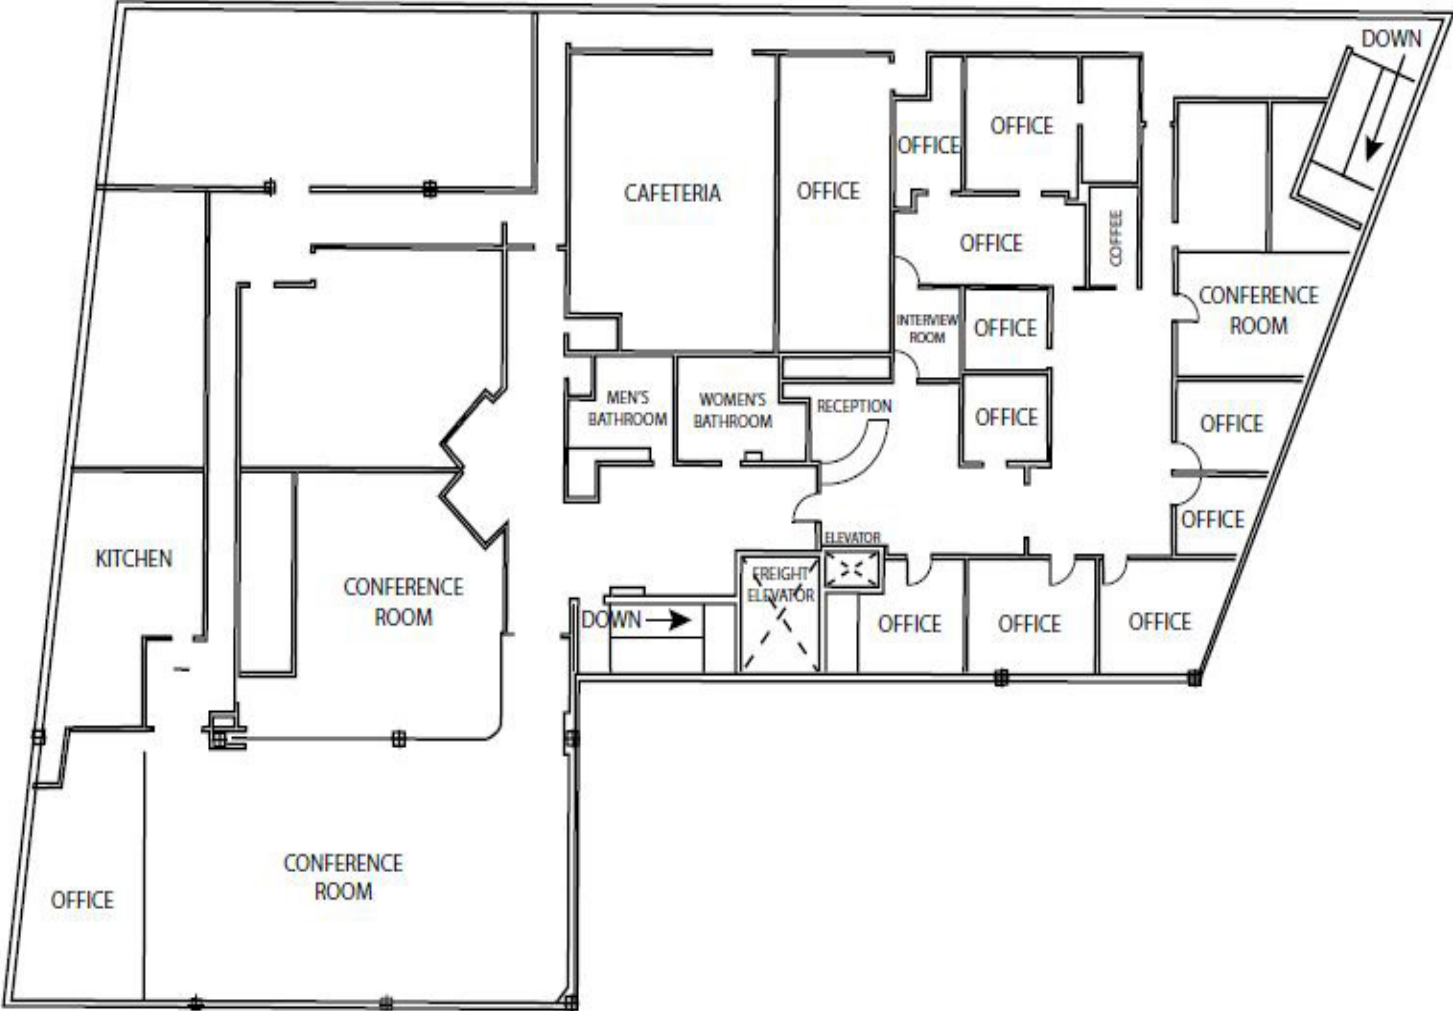 DOWN
OFFICE
OFFICE
CAFETERIA
OFFICE
OFFICE
COFFEE
CONFERENCE
ROOM
INTERVIEW
ROOM
OFFICE
MEN'S
BATHROOM
WOMEN'S
BATHROOM
RECEPTION
OFFICE
OFFICE
OFFICE
KITCHEN
CONFERENCE
ROOM
ELEVATOR
FREIGHT
ELEVATOR
DOWN
OFFICE
OFFICE
OFFICE
CONFERENCE
ROOM
OFFICE